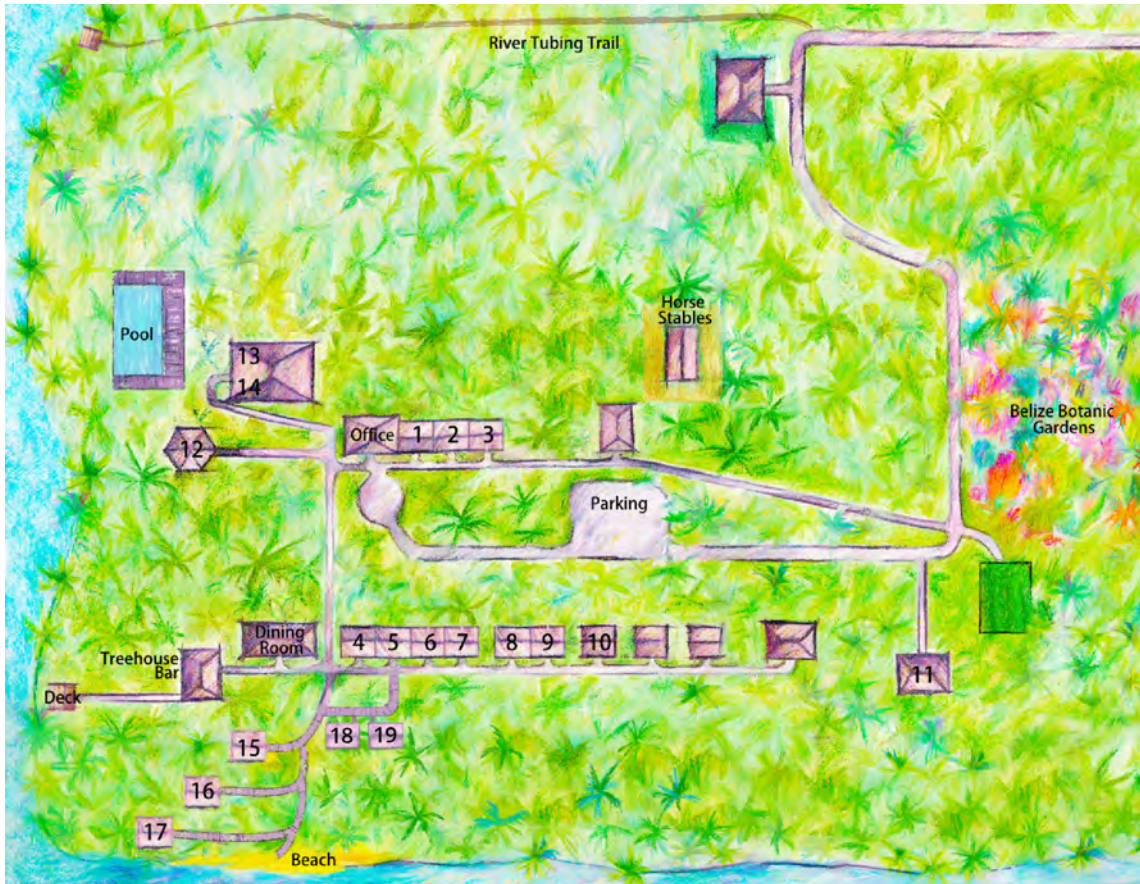 River Tubing Trail
Horse
Stables
Pool
13
14
Belize Botanic
Gardens
Office
1
2
3
12
Parking
Dining
Room
4
5
6
7
8
9
10
Treehouse
Bar
11
Deck
18
19
15
16
17
Beach